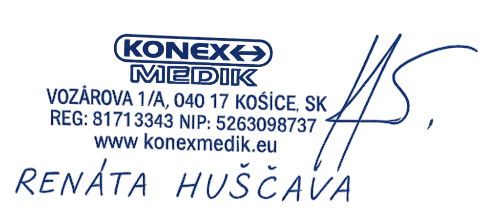 KONEX
MEDIK
VOZÁROVA 1/A, 040 17 KOŠICE, SK
REG: 81713343 NIP: 5263098737
www konexmedik.eu
RENÁTA HUŠČAVA